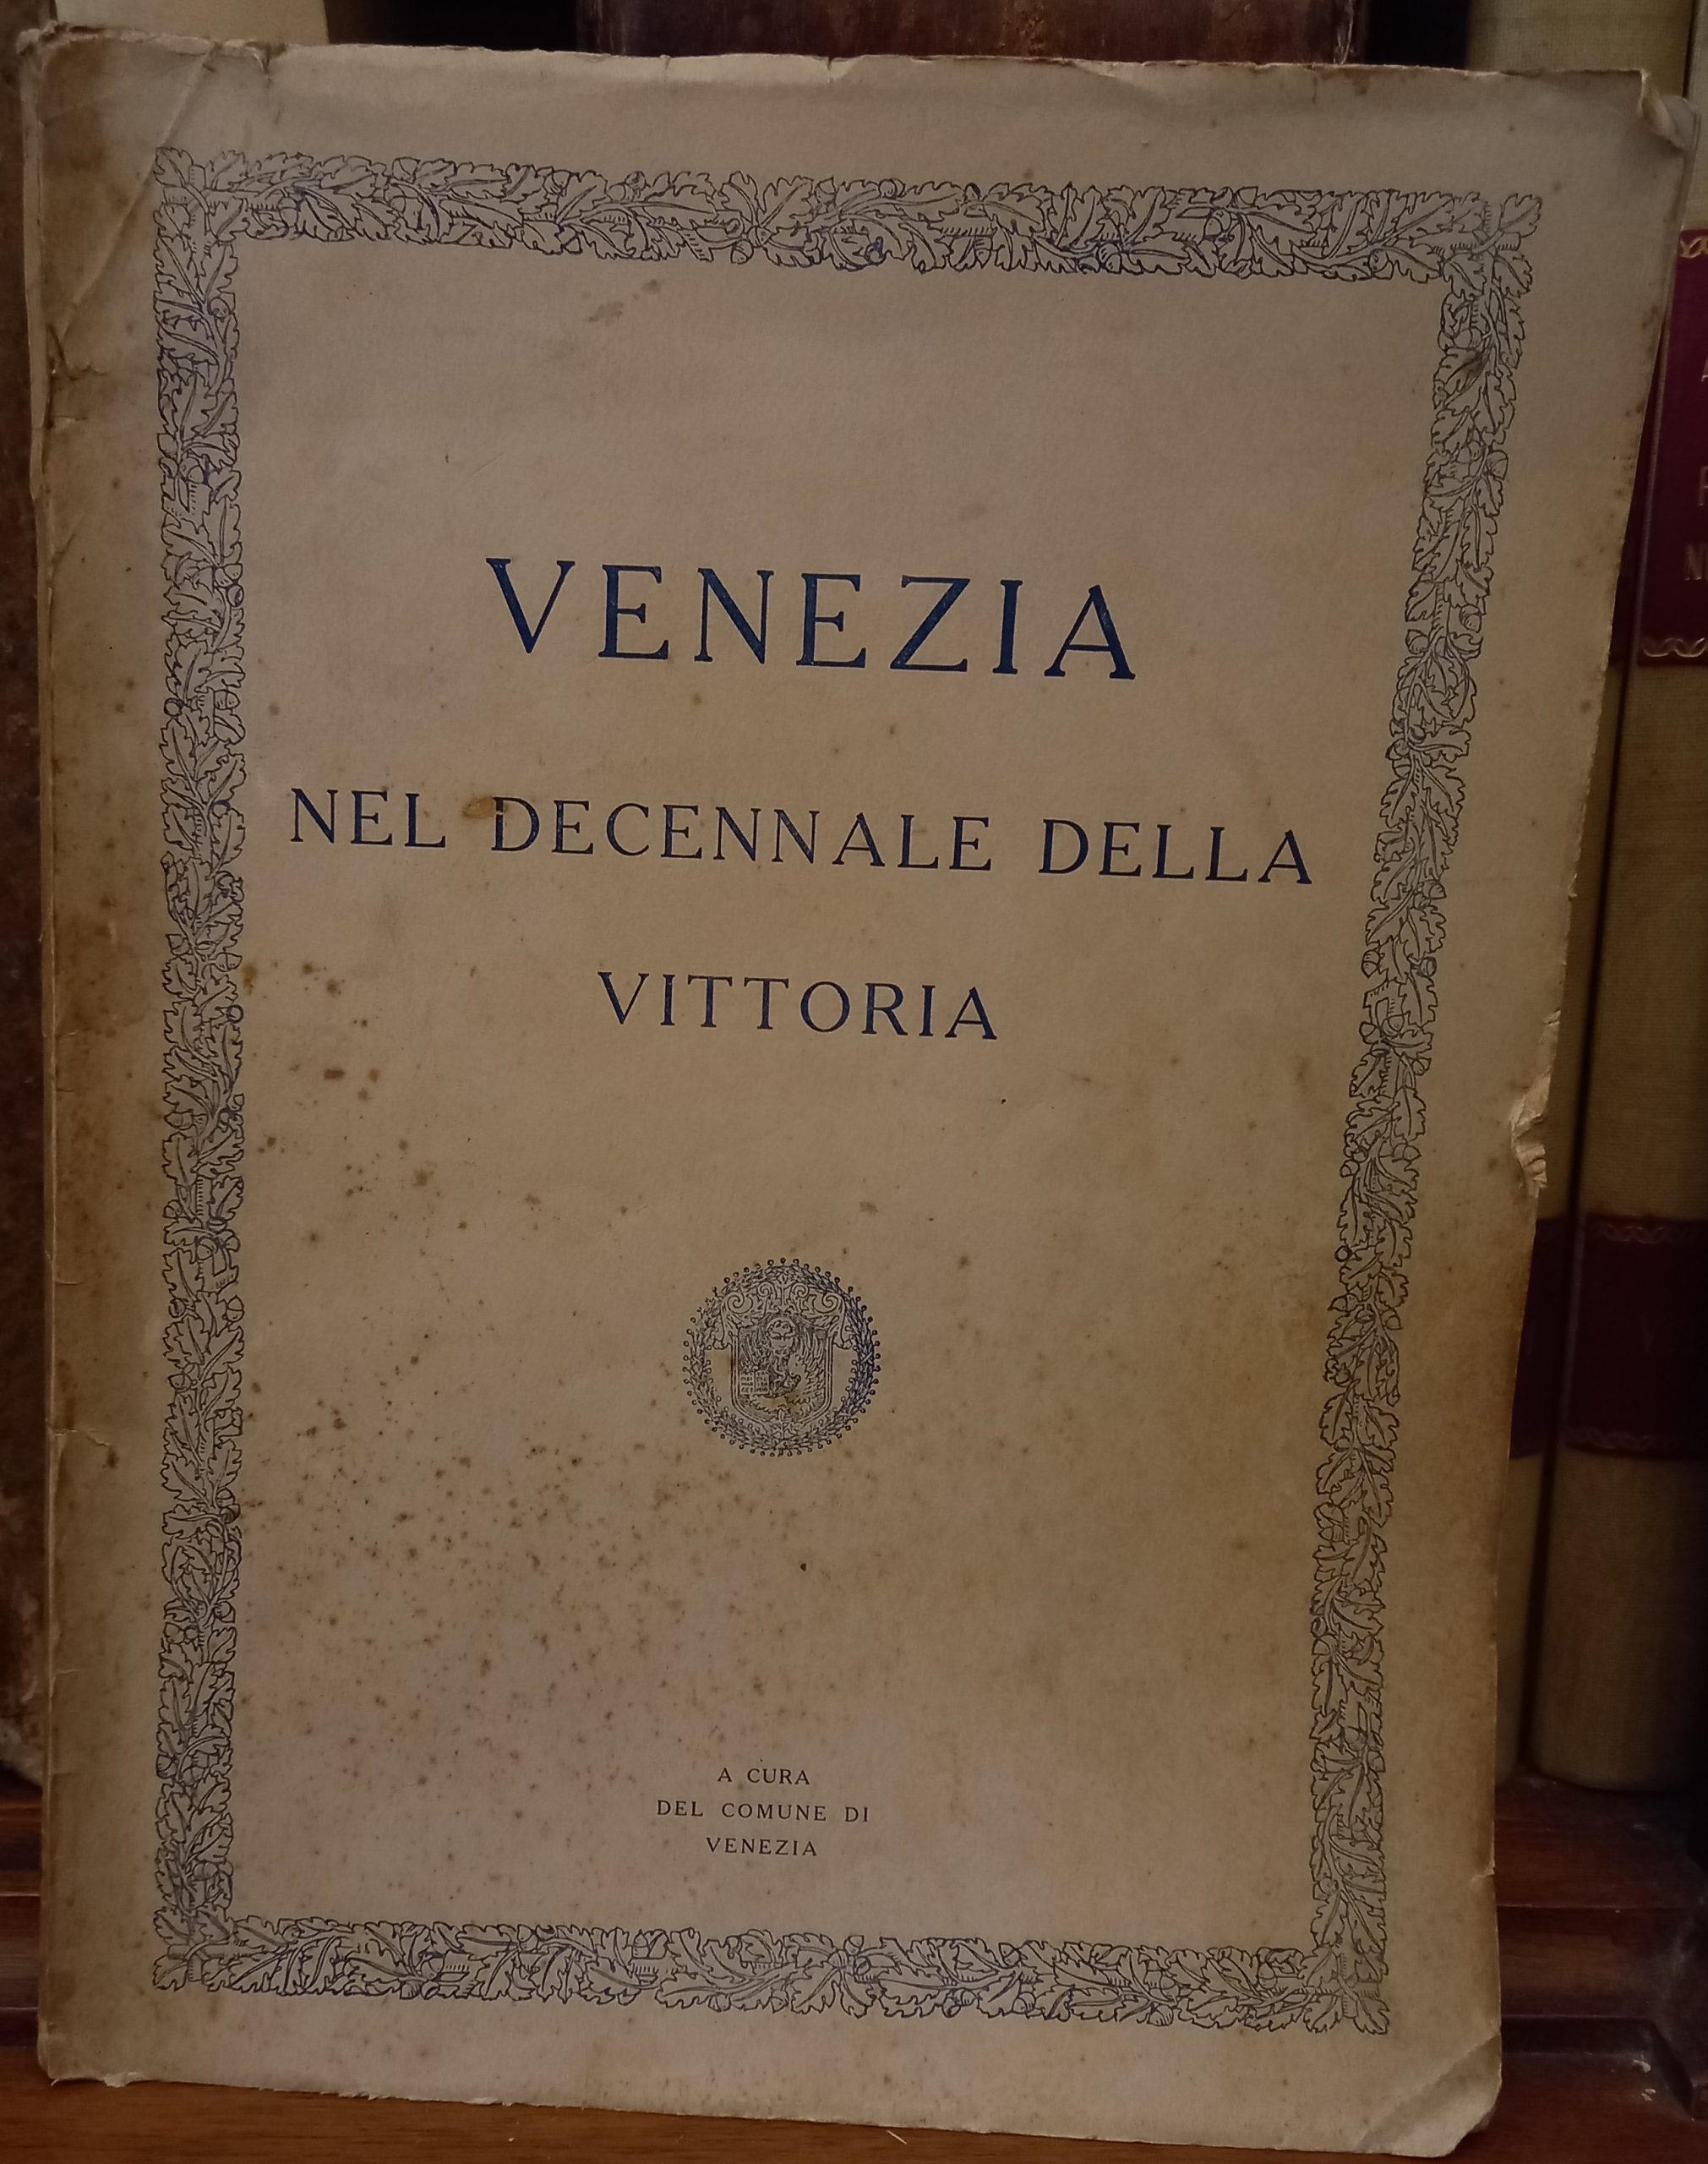 VENEZIA
NEL DECENNALE DELLA
VITTORIA
A CURA
DEL COMUNE DI
VENEZIA